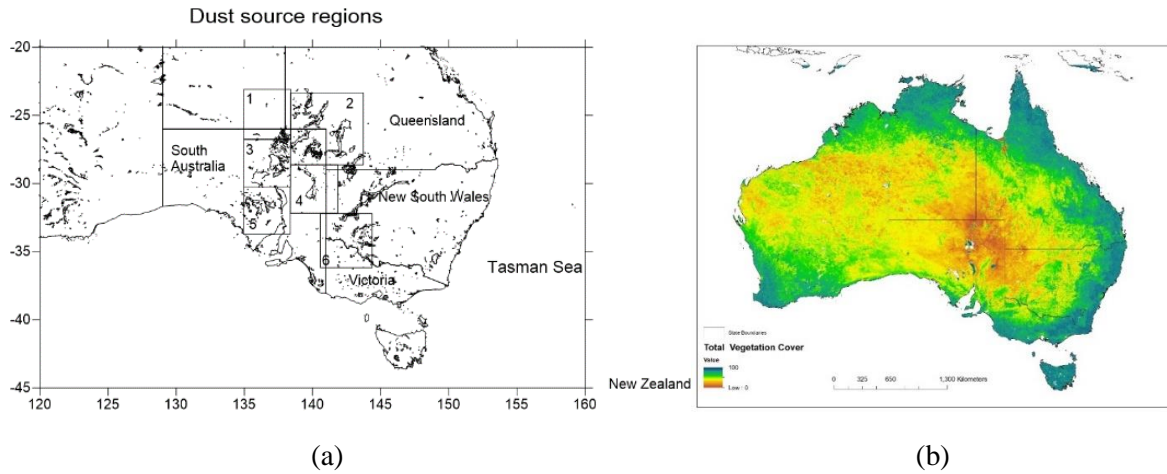 Dust source regions
-20
-25
-30
-35
-40
-45
120
125
130
135
140
145
150
155
160
1
2
3
4
5
6
Queensland
South
Australia
New South Wales
Victoria
Tasman Sea
New Zealand
State Boundaries
Total Vegetation Cover
Value
100
Low : 0
0
325
650
1,300 Kilometers
(a)
(b)